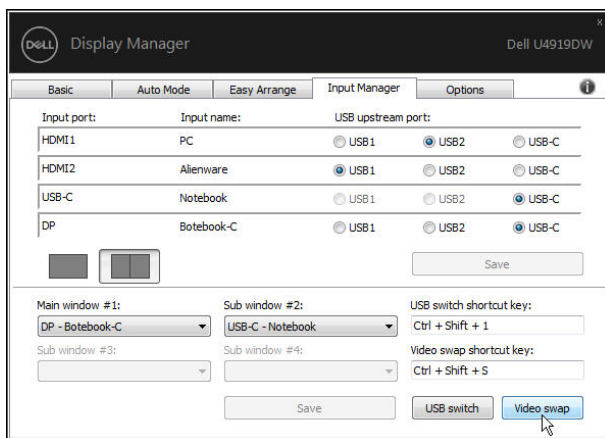 DELL Display Manager Dell U4919DW x
Basic Auto Mode Easy Arrange Input Manager Options i
Input port: Input name: USB upstream port:
HDMI1 PC USB1 USB2 USB-C
HDMI2 Alienware USB1 USB2 USB-C
USB-C Notebook USB1 USB2 USB-C
DP Botebook-C USB1 USB2 USB-C
Save
Main window #1: Sub window #2: USB switch shortcut key:
DP - Botebook-C USB-C - Notebook Ctrl + Shift + 1
Sub window #3: Sub window #4: Video swap shortcut key:
Ctrl + Shift + S
Save USB switch Video swap